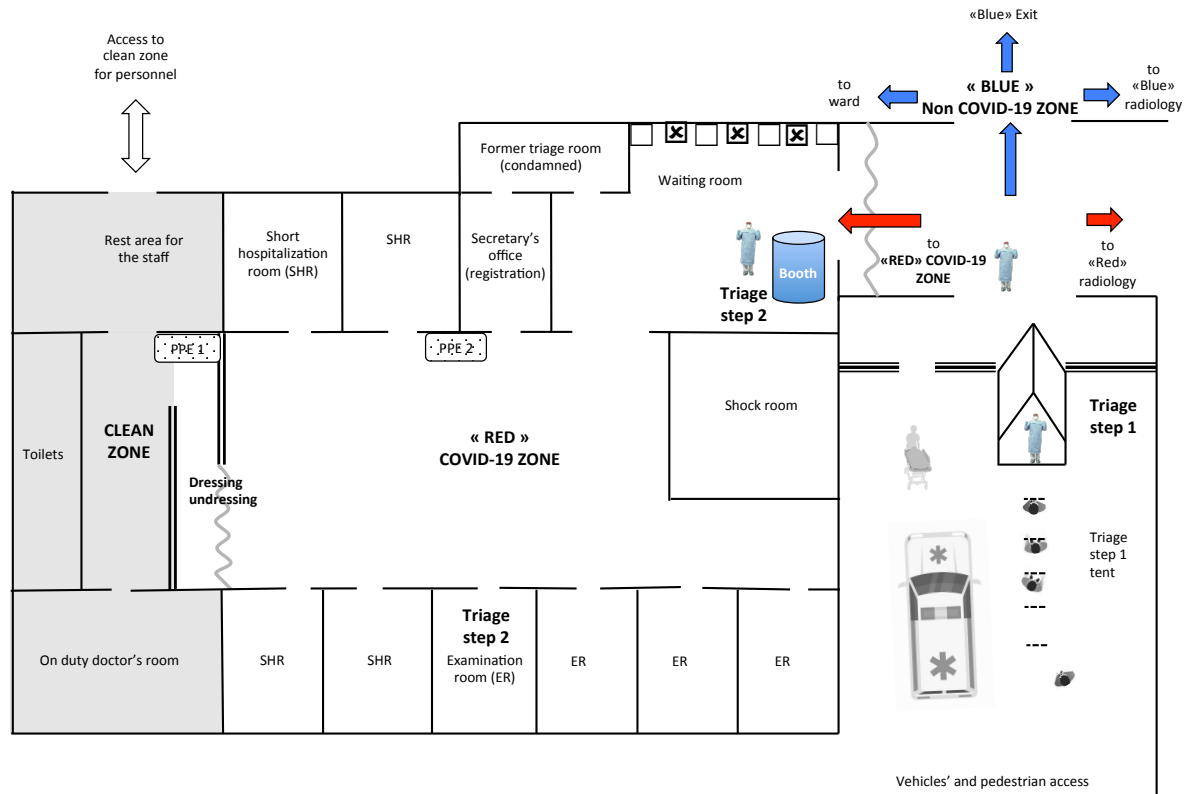 «Blue» Exit
Access to
clean zone
for personnel
to
ward
« BLUE »
Non COVID-19 ZONE
to
«Blue»
radiology
Former triage room
(condamned)
Waiting room
Rest area for
the staff
Short
hospitalization
room (SHR)
SHR
Secretary's
office
(registration)
Booth
Triage
step 2
to
«RED» COVID-19
ZONE
to
«Red»
radiology
PPE 1
PPE 2
Toilets
CLEAN
ZONE
Dressing
undressing
« RED »
COVID-19 ZONE
Shock room
Triage
step 1
Triage
step 1
tent
On duty doctor's room
SHR
SHR
Triage
step 2
Examination
room (ER)
ER
ER
ER
Vehicles' and pedestrian access